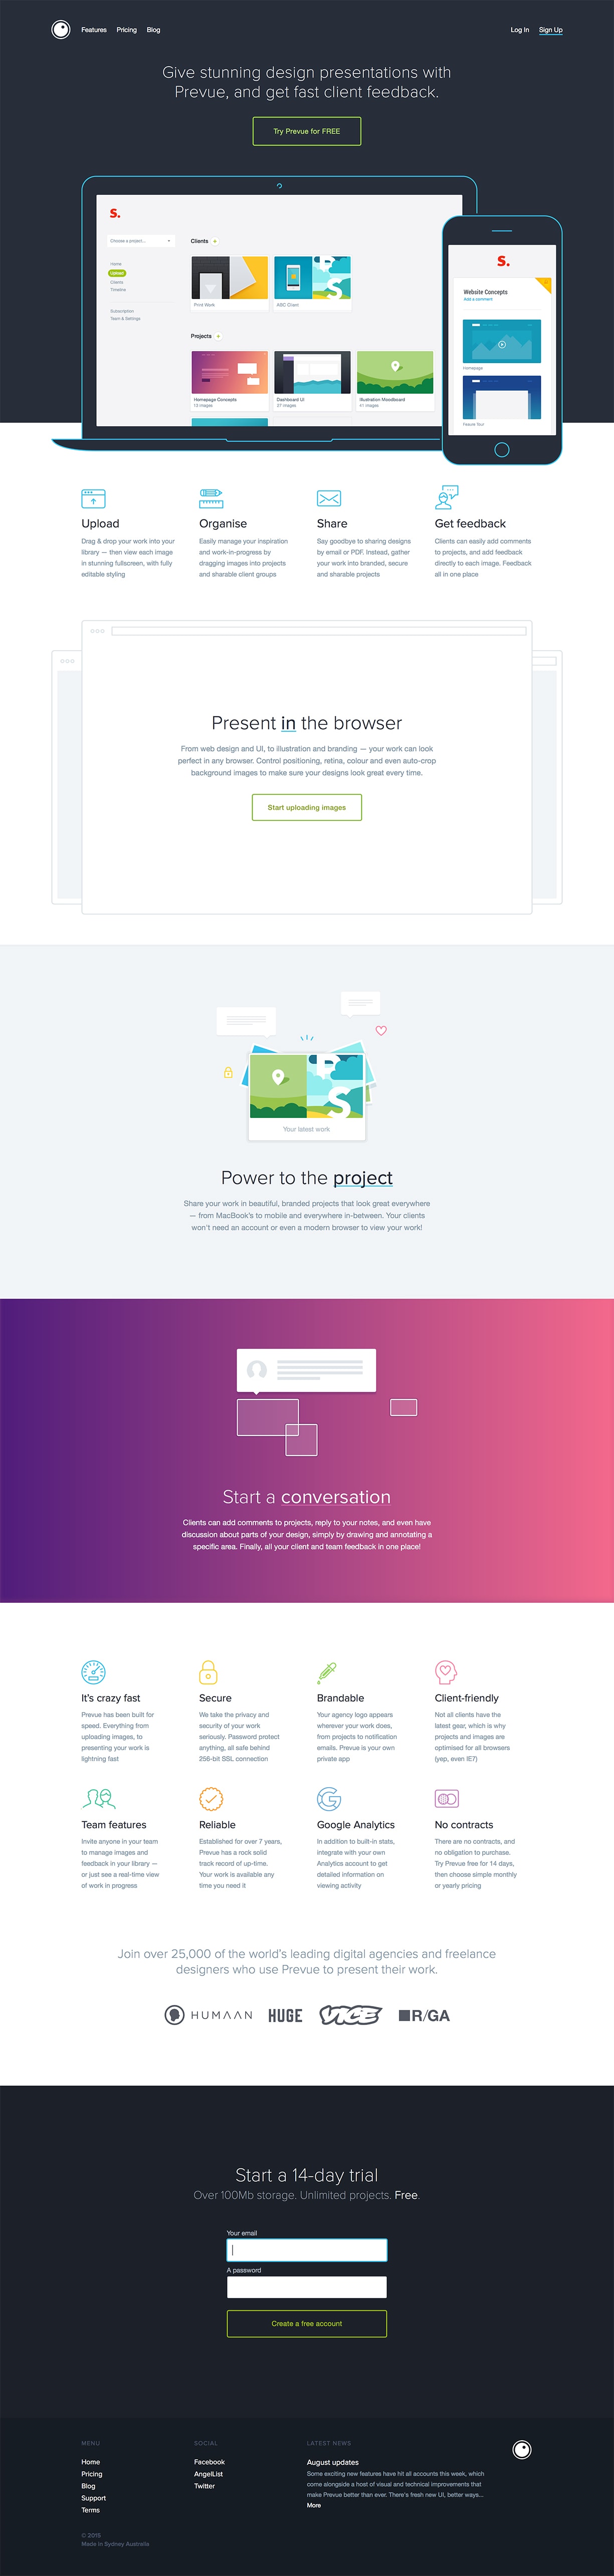 Features Pricing Blog
Log In Sign Up
Give stunning design presentations with
Prevue, and get fast client feedback.
Try Prevue for FREE
S.
Choose a project...
Home
Upload
Clients
Timeline
Subscription
Team & Settings
Clients
Print Work
ABC Client
Projects
Homepage Concepts
13 images
Dashboard UI
27 images
Illustration Moodboard
41 images
S.
Website Concepts
Add a comment
Homepage
Feaure Tour
Upload
Drag & drop your work into your
library — then view each image
in stunning fullscreen, with fully
editable styling
Organise
Easily manage your inspiration
and work-in-progress by
dragging images into projects
and sharable client groups
Share
Say goodbye to sharing designs
by email or PDF. Instead, gather
your work into branded, secure
and sharable projects
Get feedback
Clients can easily add comments
to projects, and add feedback
directly to each image. Feedback
all in one place
Present in the browser
From web design and UI, to illustration and branding — your work can look
perfect in any browser. Control positioning, retina, colour and even auto-crop
background images to make sure your designs look great every time.
Start uploading images
Your latest work
Power to the project
Share your work in beautiful, branded projects that look great everywhere
— from MacBook's to mobile and everywhere in-between. Your clients
won't need an account or even a modern browser to view your work!
Start a conversation
Clients can add comments to projects, reply to your notes, and even have
discussion about parts of your design, simply by drawing and annotating a
specific area. Finally, all your client and team feedback in one place!
It's crazy fast
Prevue has been built for
speed. Everything from
uploading images, to
presenting your work is
lightning fast
Secure
We take the privacy and
security of your work
seriously. Password protect
anything, all safe behind
256-bit SSL connection
Brandable
Your agency logo appears
wherever your work does,
from projects to notification
emails. Prevue is your own
private app
Client-friendly
Not all clients have the
latest gear, which is why
projects and images are
optimised for all browsers
(yep, even IE7)
Team features
Invite anyone in your team
to manage images and
feedback in your library —
or just see a real-time view
of work in progress
Reliable
Established for over 7 years,
Prevue has a rock solid
track record of up-time.
Your work is available any
time you need it
Google Analytics
In addition to built-in stats,
integrate with your own
Analytics account to get
detailed information on
viewing activity
No contracts
There are no contracts, and
no obligation to purchase.
Try Prevue free for 14 days,
then choose simple monthly
or yearly pricing
Join over 25,000 of the world's leading digital agencies and freelance
designers who use Prevue to present their work.
HUMAAN HUGE VICE R/GA
Start a 14-day trial
Over 100Mb storage. Unlimited projects. Free.
Your email
A password
Create a free account
MENU
Home
Pricing
Blog
Support
Terms
SOCIAL
Facebook
AngelList
Twitter
LATEST NEWS
August updates
Some exciting new features have hit all accounts this week, which
come alongside a host of visual and technical improvements that
make Prevue better than ever. There's fresh new UI, better ways...
More
© 2015
Made in Sydney Australia